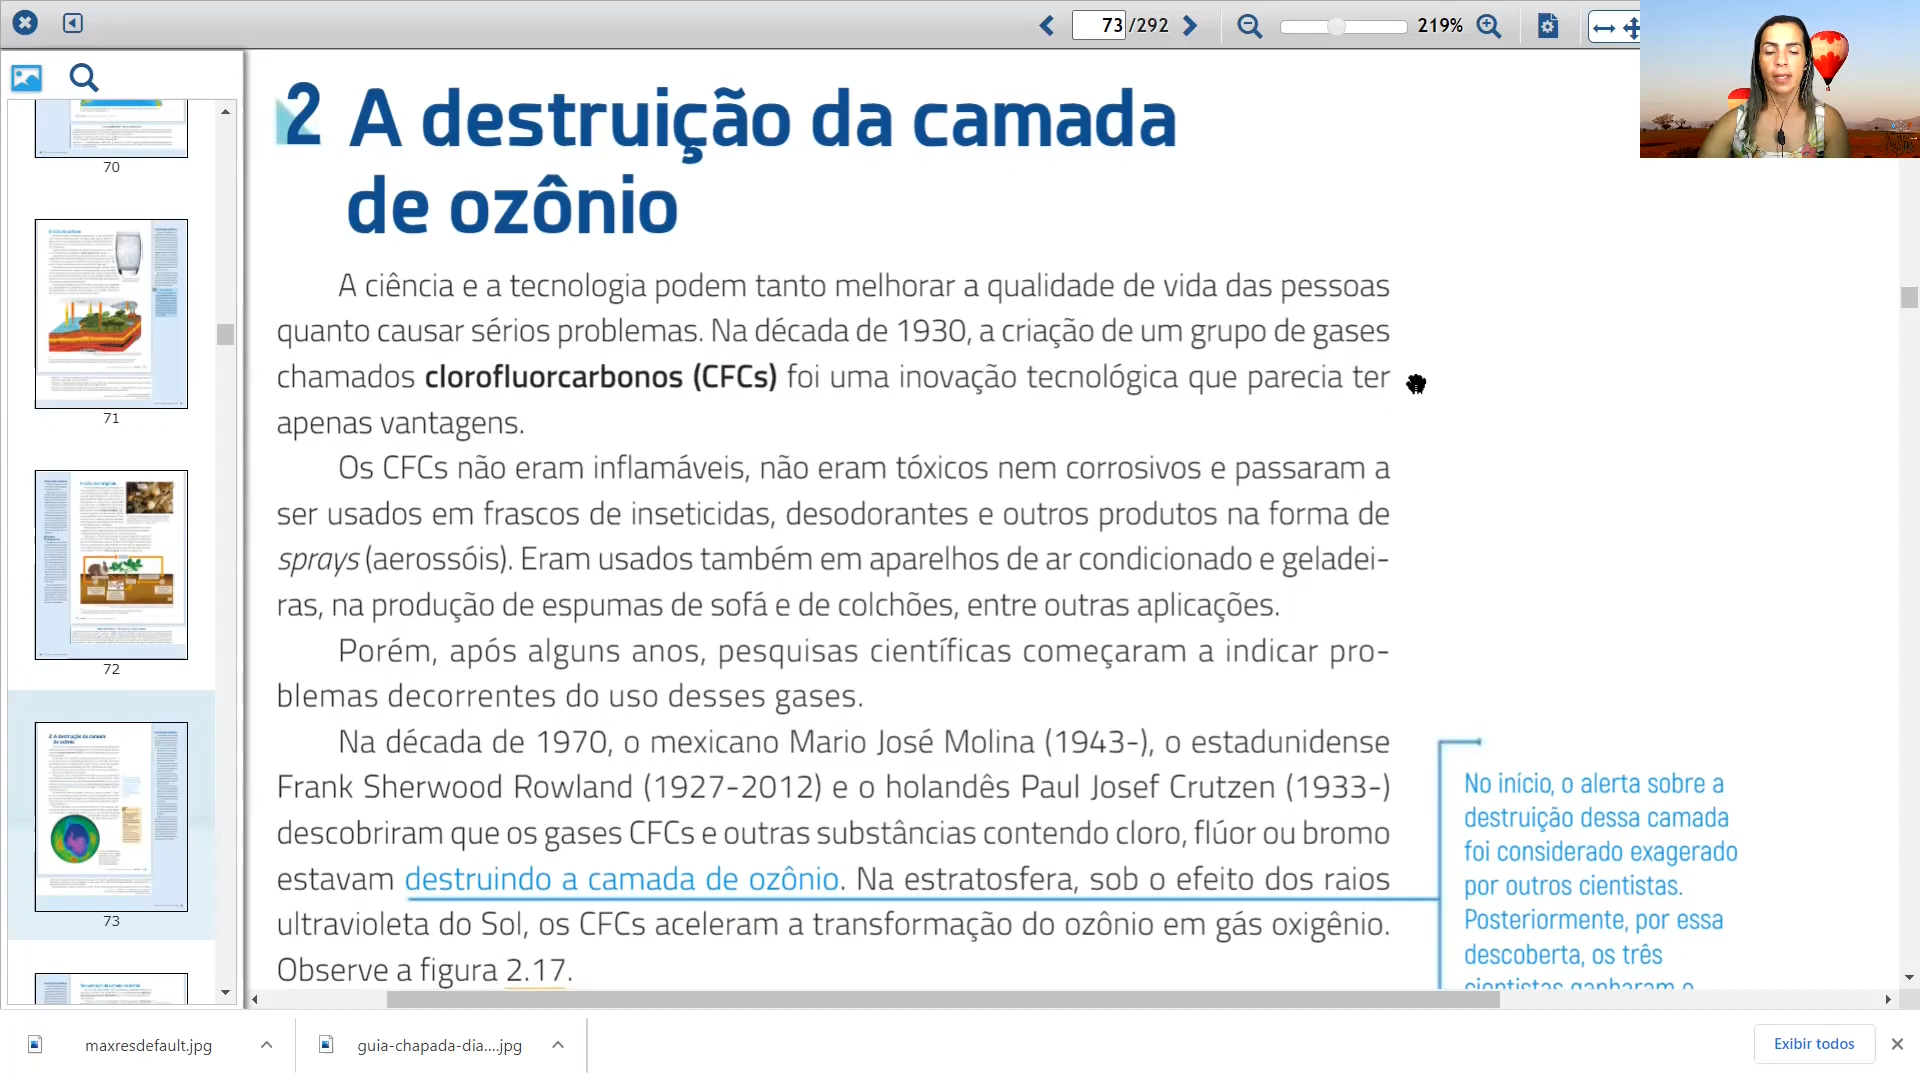 73 /292
219%
70
71
72
73
2 A destruição da camada
de ozônio
A ciência e a tecnologia podem tanto melhorar a qualidade de vida das pessoas
quanto causar sérios problemas. Na década de 1930, a criação de um grupo de gases
chamados clorofluorcarbonos (CFCs) foi uma inovação tecnológica que parecia ter
apenas vantagens.
Os CFCs não eram inflamáveis, não eram tóxicos nem corrosivos e passaram a
ser usados em frascos de inseticidas, desodorantes e outros produtos na forma de
sprays (aerossóis). Eram usados também em aparelhos de ar condicionado e geladei-
ras, na produção de espumas de sofá e de colchões, entre outras aplicações.
Porém, após alguns anos, pesquisas científicas começaram a indicar pro-
blemas decorrentes do uso desses gases.
Na década de 1970, o mexicano Mario José Molina (1943-), o estadunidense
Frank Sherwood Rowland (1927-2012) e o holandês Paul Josef Crutzen (1933-)
descobriram que os gases CFCs e outras substâncias contendo cloro, flúor ou bromo
estavam destruindo a camada de ozônio. Na estratosfera, sob o efeito dos raios
ultravioleta do Sol, os CFCs aceleram a transformação do ozônio em gás oxigênio.
Observe a figura 2.17.
No início, o alerta sobre a
destruição dessa camada
foi considerado exagerado
por outros cientistas.
Posteriormente, por essa
descoberta, os três
cientistas ganharam o
maxresdefault.jpg
guia-chapada-dia....jpg
Exibir todos